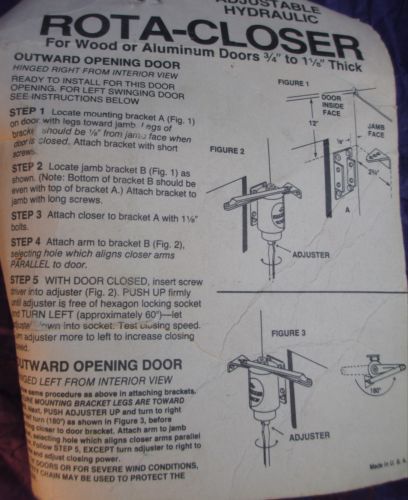 ADJUSTABLE
HYDRAULIC
ROTA-CLOSER
For Wood or Aluminum Doors 3/4" to 1 1/8" Thick
OUTWARD OPENING DOOR
HINGED RIGHT FROM INTERIOR VIEW
READY TO INSTALL FOR THIS DOOR
OPENING. FOR LEFT SWINGING DOOR
SEE INSTRUCTIONS BELOW
STEP 1 Locate mounting bracket A (Fig. 1)
on door with legs toward jamb. Legs of
bracket should be 1/8" from jamb face when
door is closed. Attach bracket with short
screws.
STEP 2 Locate jamb bracket B (Fig. 1) as
shown. (Note: Bottom of bracket B should be
even with top of bracket A.) Attach bracket to
jamb with long screws.
STEP 3 Attach closer to bracket A with 1 1/8"
bolts.
STEP 4 Attach arm to bracket B (Fig. 2),
selecting hole which aligns closer arms
PARALLEL to door.
STEP 5 WITH DOOR CLOSED, insert screw
driver into adjuster (Fig. 2). PUSH UP firmly
until adjuster is free of hexagon locking socket
and TURN LEFT (approximately 60°)—let
adjuster down into socket. Test closing speed.
adjuster more to left to increase closing
speed.
OUTWARD OPENING DOOR
HINGED LEFT FROM INTERIOR VIEW
same procedure as above in attaching brackets.
MOUNTING BRACKET LEGS ARE TOWARD
Next, PUSH ADJUSTER UP and turn to right
turn (180°) as shown in Figure 3, before
closer to door bracket. Attach arm to jamb
selecting hole which aligns closer arms parallel
Follow STEP 5, EXCEPT turn adjuster to right to
and adjust closing power.
DOORS OR FOR SEVERE WIND CONDITIONS,
CHAIN MAY BE USED TO PROTECT THE
FIGURE 1
DOOR
INSIDE
FACE
12"
1/8"
JAMB
FACE
A
FIGURE 2
ADJUSTER
FIGURE 3
180°
ADJUSTER
Made in U.S.A.